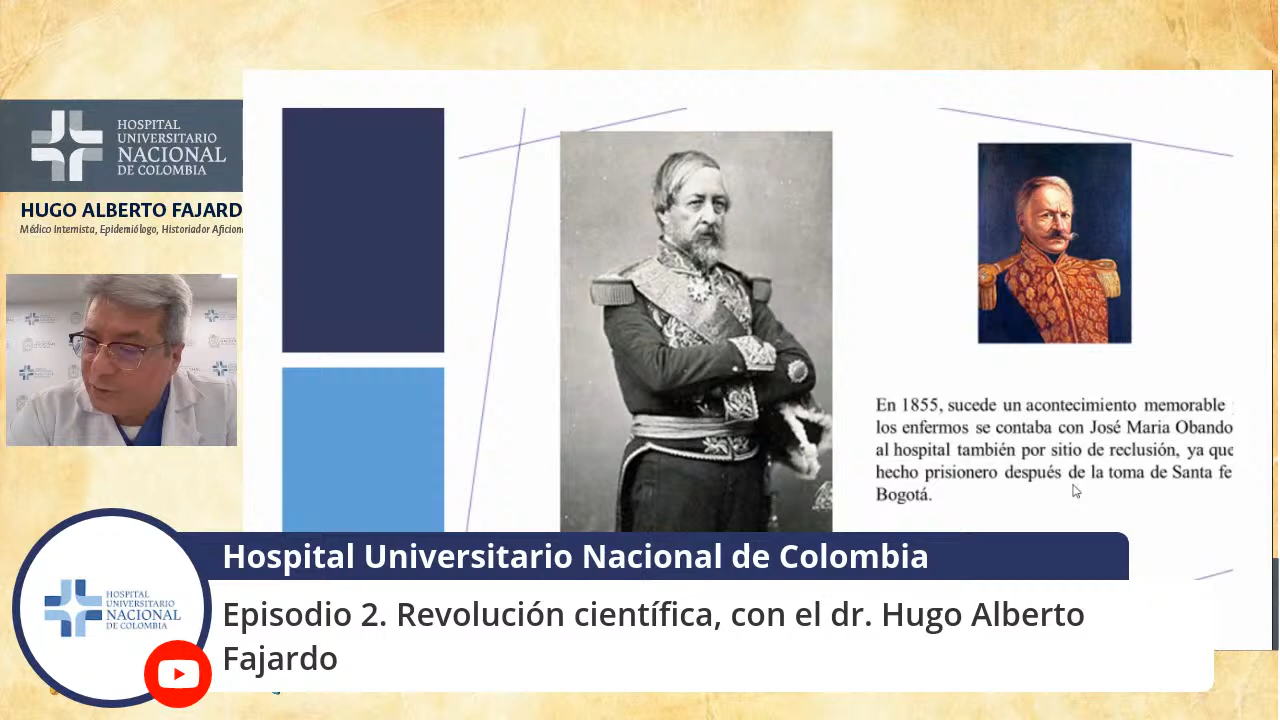 HOSPITAL
UNIVERSITARIO
NACIONAL
DE COLOMBIA
HUGO ALBERTO FAJARD
Médico Internista, Epidemiólogo, Historiador Aficion
En 1855, sucede un acontecimiento memorable
los enfermos se contaba con José Maria Obando
al hospital también por sitio de reclusión, ya que
hecho prisionero después de la toma de Santa fe
Bogotá.
Hospital Universitario Nacional de Colombia
HOSPITAL
UNIVERSITARIO
NACIONAL
DE COLOMBIA
Episodio 2. Revolución científica, con el dr. Hugo Alberto
Fajardo